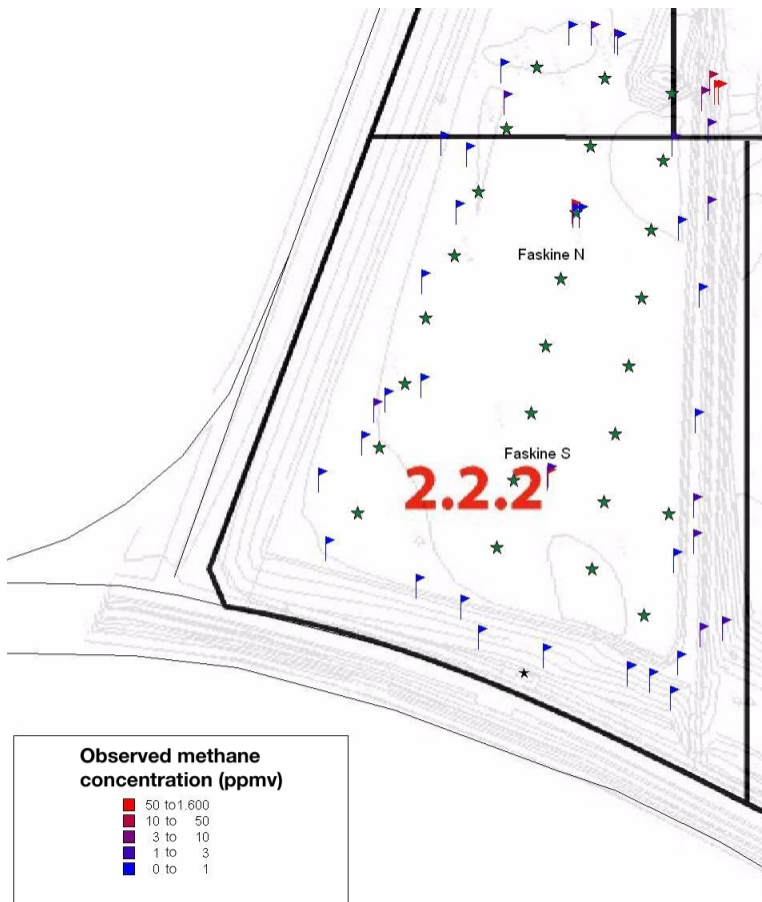 Faskine N
Faskine S
2.2.2
Observed methane
concentration (ppmv)
50 to 1.600
10 to 50
3 to 10
1 to 3
0 to 1